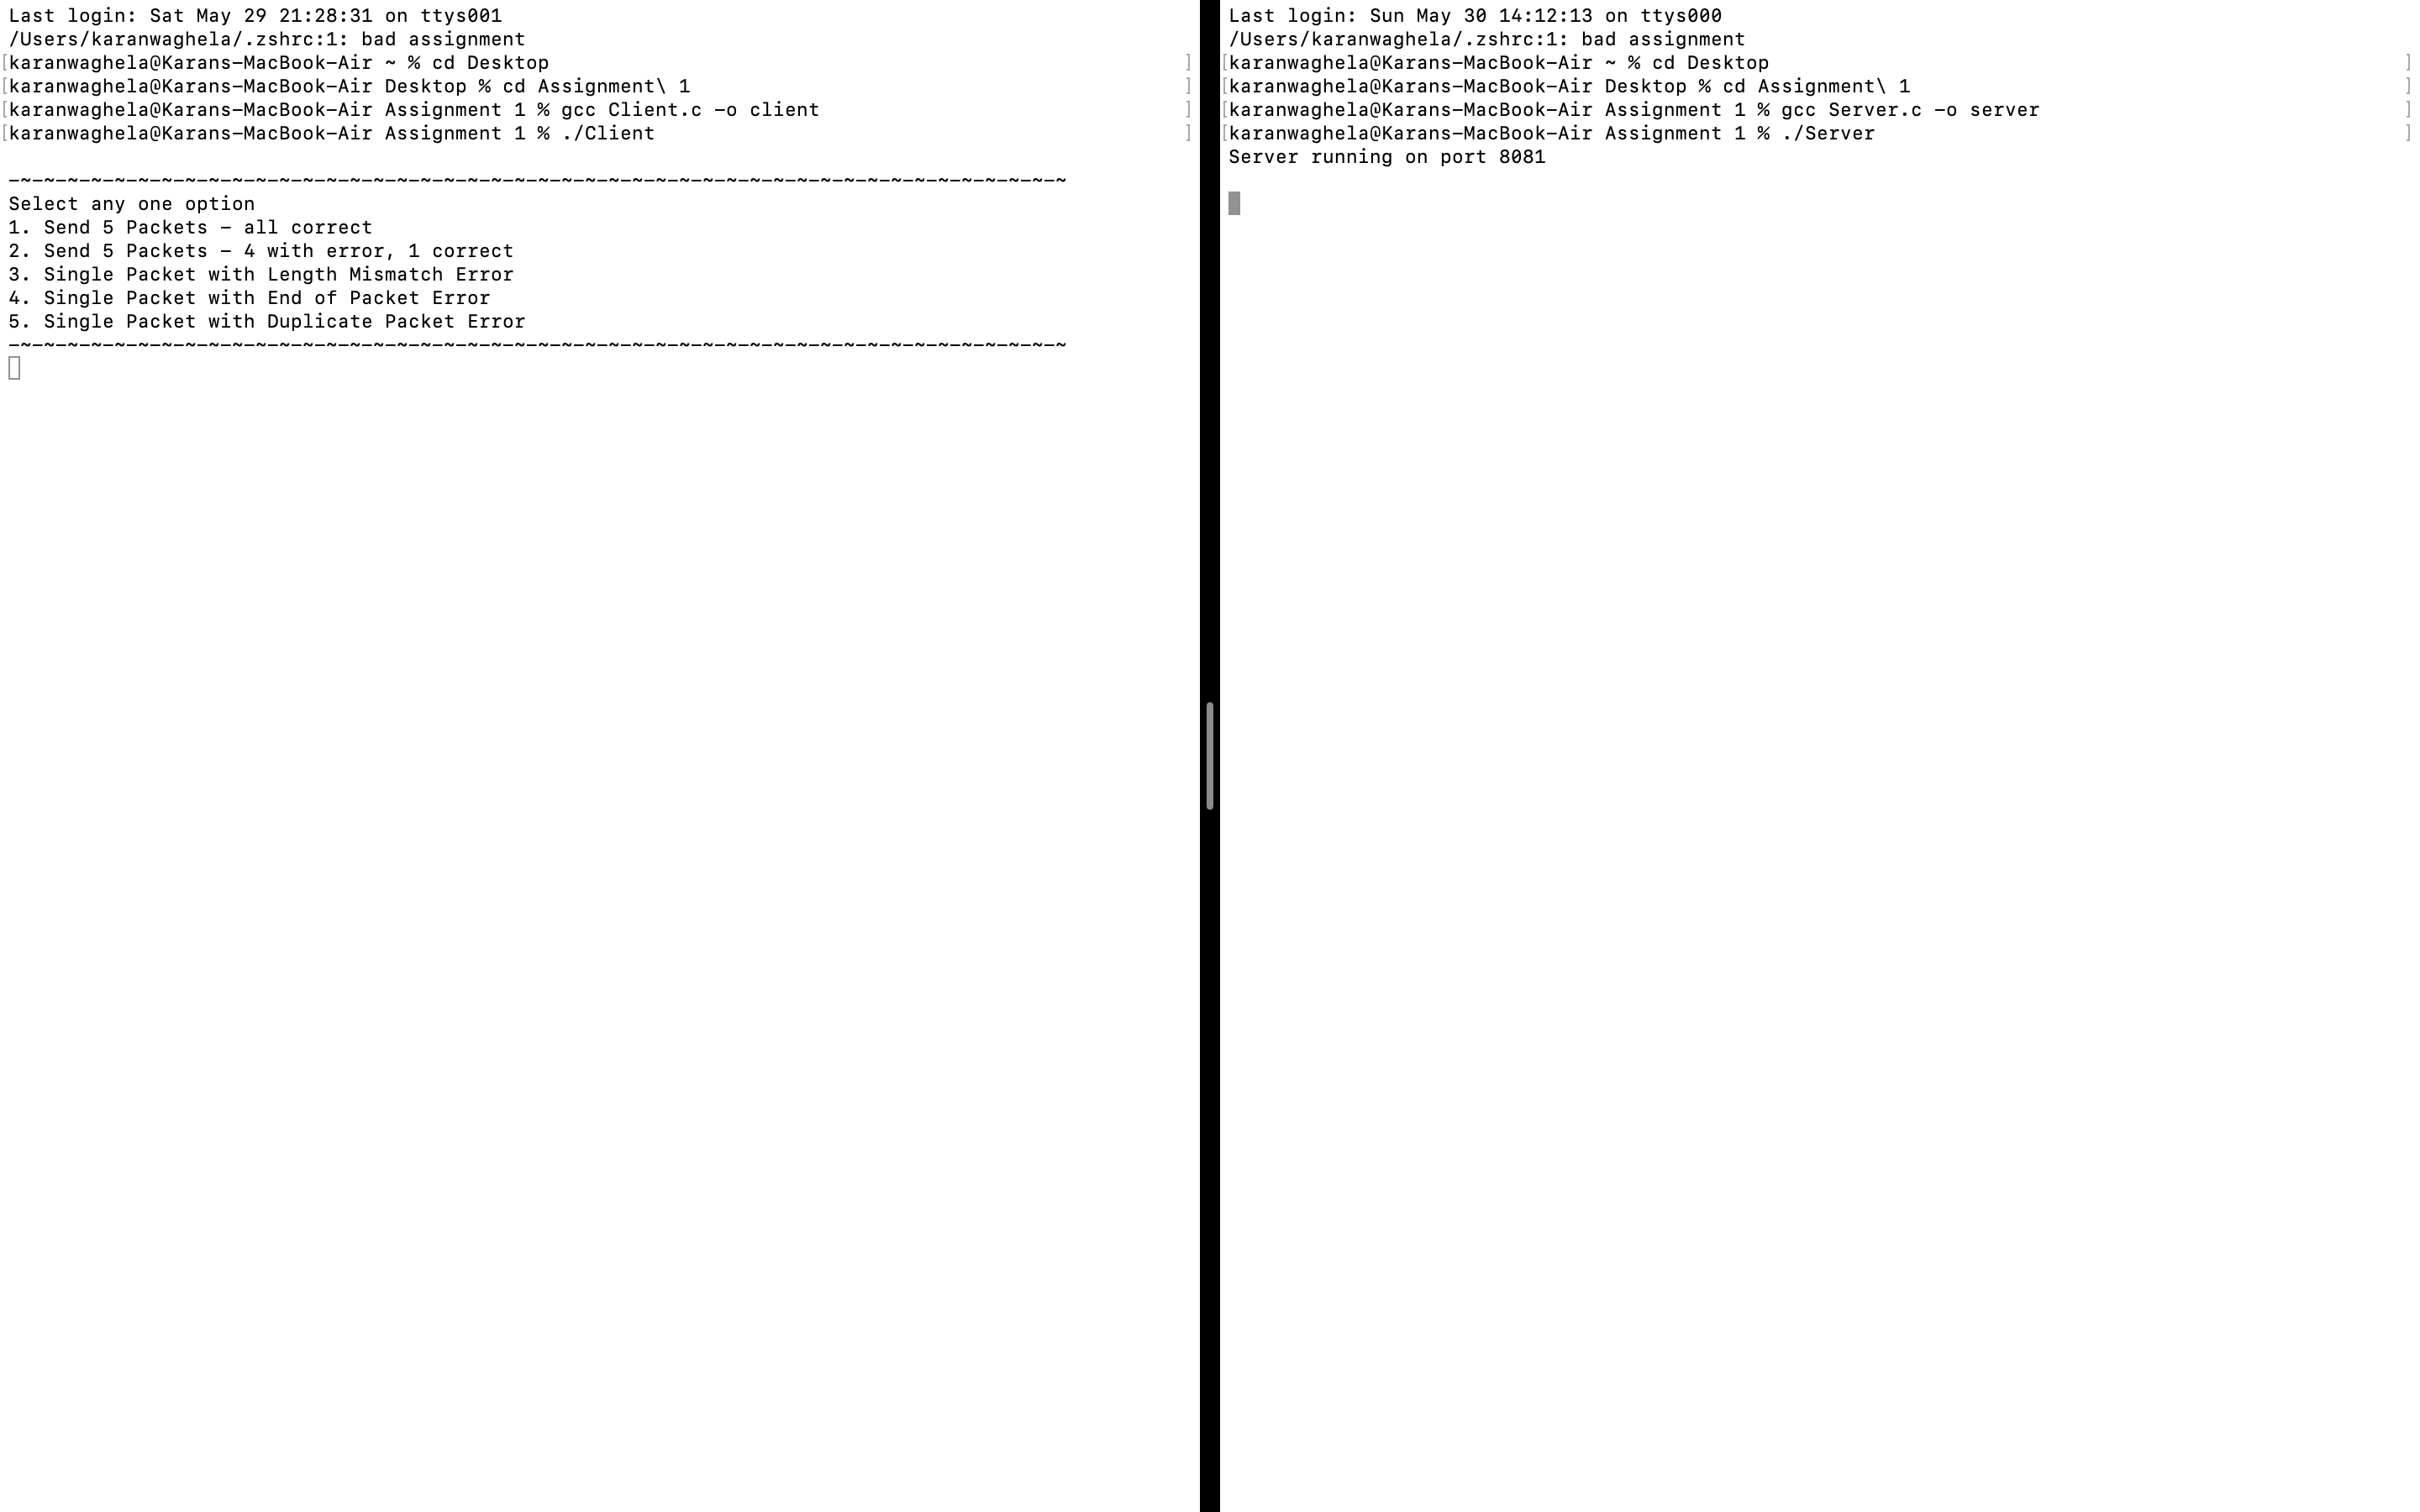 Last login: Sat May 29 21:28:31 on ttys001
/Users/karanwaghela/.zshrc:1: bad assignment
[karanwaghela@Karans-MacBook-Air ~ % cd Desktop ]
[karanwaghela@Karans-MacBook-Air Desktop % cd Assignment\ 1 ]
[karanwaghela@Karans-MacBook-Air Assignment 1 % gcc Client.c -o client ]
[karanwaghela@Karans-MacBook-Air Assignment 1 % ./Client ]
-~-~-~-~-~-~-~-~-~-~-~-~-~-~-~-~-~-~-~-~-~-~-~-~-~-~-~-~-~-~-~-~-~-~-~-~-~-~-~-~-~-~-~-~-~
Select any one option
1. Send 5 Packets - all correct
2. Send 5 Packets - 4 with error, 1 correct
3. Single Packet with Length Mismatch Error
4. Single Packet with End of Packet Error
5. Single Packet with Duplicate Packet Error
-~-~-~-~-~-~-~-~-~-~-~-~-~-~-~-~-~-~-~-~-~-~-~-~-~-~-~-~-~-~-~-~-~-~-~-~-~-~-~-~-~-~-~-~-~
Last login: Sun May 30 14:12:13 on ttys000
/Users/karanwaghela/.zshrc:1: bad assignment
[karanwaghela@Karans-MacBook-Air ~ % cd Desktop ]
[karanwaghela@Karans-MacBook-Air Desktop % cd Assignment\ 1 ]
[karanwaghela@Karans-MacBook-Air Assignment 1 % gcc Server.c -o server ]
[karanwaghela@Karans-MacBook-Air Assignment 1 % ./Server ]
Server running on port 8081